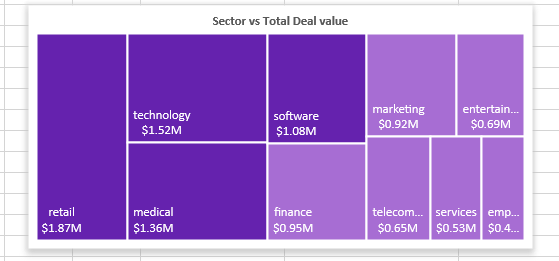 Sector vs Total Deal value
retail
$1.87M
technology
$1.52M
medical
$1.36M
software
$1.08M
finance
$0.95M
marketing
$0.92M
entertain...
$0.69M
telecom...
$0.65M
services
$0.53M
emp...
$0.4...